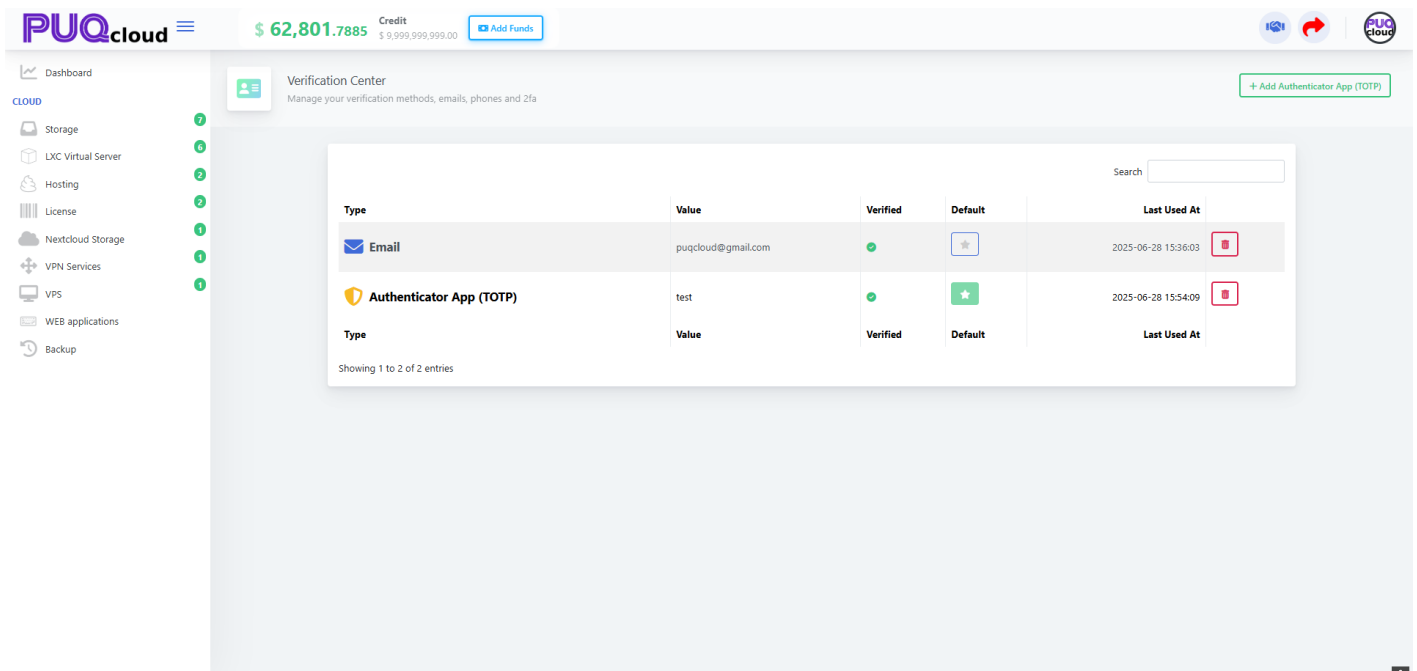 PUQcloud
$ 62,801.7885
Credit
$ 9,999,999,999.00
Add Funds
PUQ
cloud
Dashboard
CLOUD
Storage 7
LXC Virtual Server 6
Hosting 2
License 2
Nextcloud Storage 1
VPN Services 1
VPS 1
WEB applications
Backup
Verification Center
Manage your verification methods, emails, phones and 2fa
+ Add Authenticator App (TOTP)
Search
Type Value Verified Default Last Used At
Email puqcloud@gmail.com 2025-06-28 15:36:03
Authenticator App (TOTP) test 2025-06-28 15:54:09
Type Value Verified Default Last Used At
Showing 1 to 2 of 2 entries